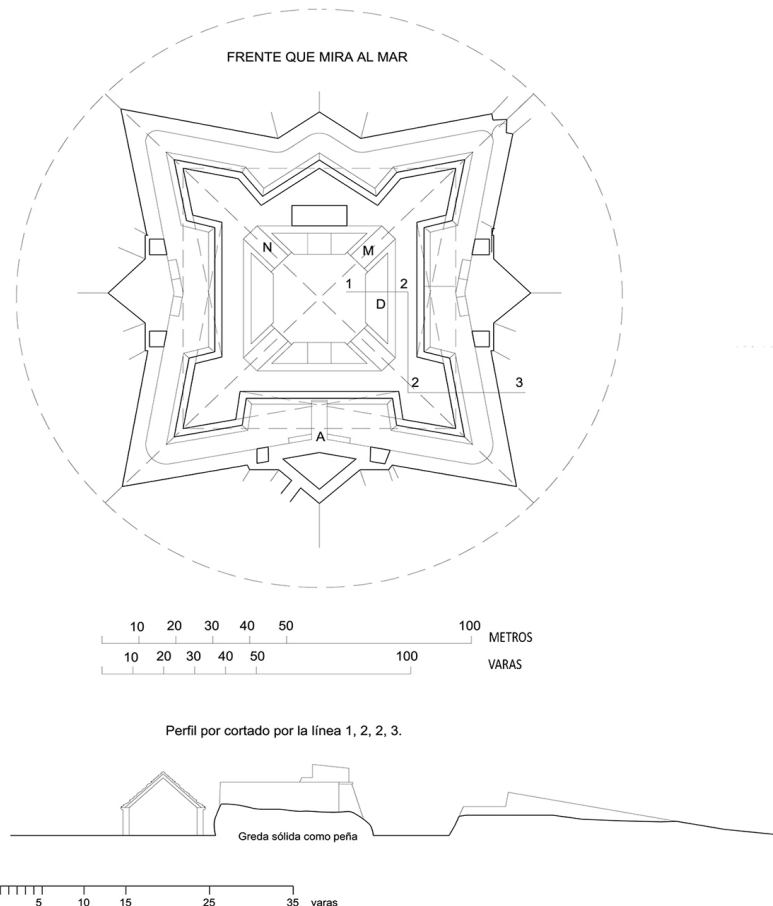 FRENTE QUE MIRA AL MAR
N M
1 2
D
2 3
A
10 20 30 40 50 100 METROS
10 20 30 40 50 100 VARAS
Perfil por cortado por la línea 1, 2, 2, 3.
Greda sólida como peña
5 10 15 25 35 varas